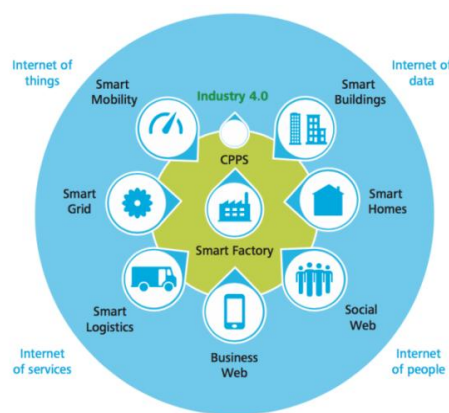 Internet of
things
Internet of
data
Smart
Mobility
Industry 4.0
Smart
Buildings
CPPS
Smart
Grid
Smart
Homes
Smart Factory
Smart
Logistics
Social
Web
Business
Web
Internet
of services
Internet
of people